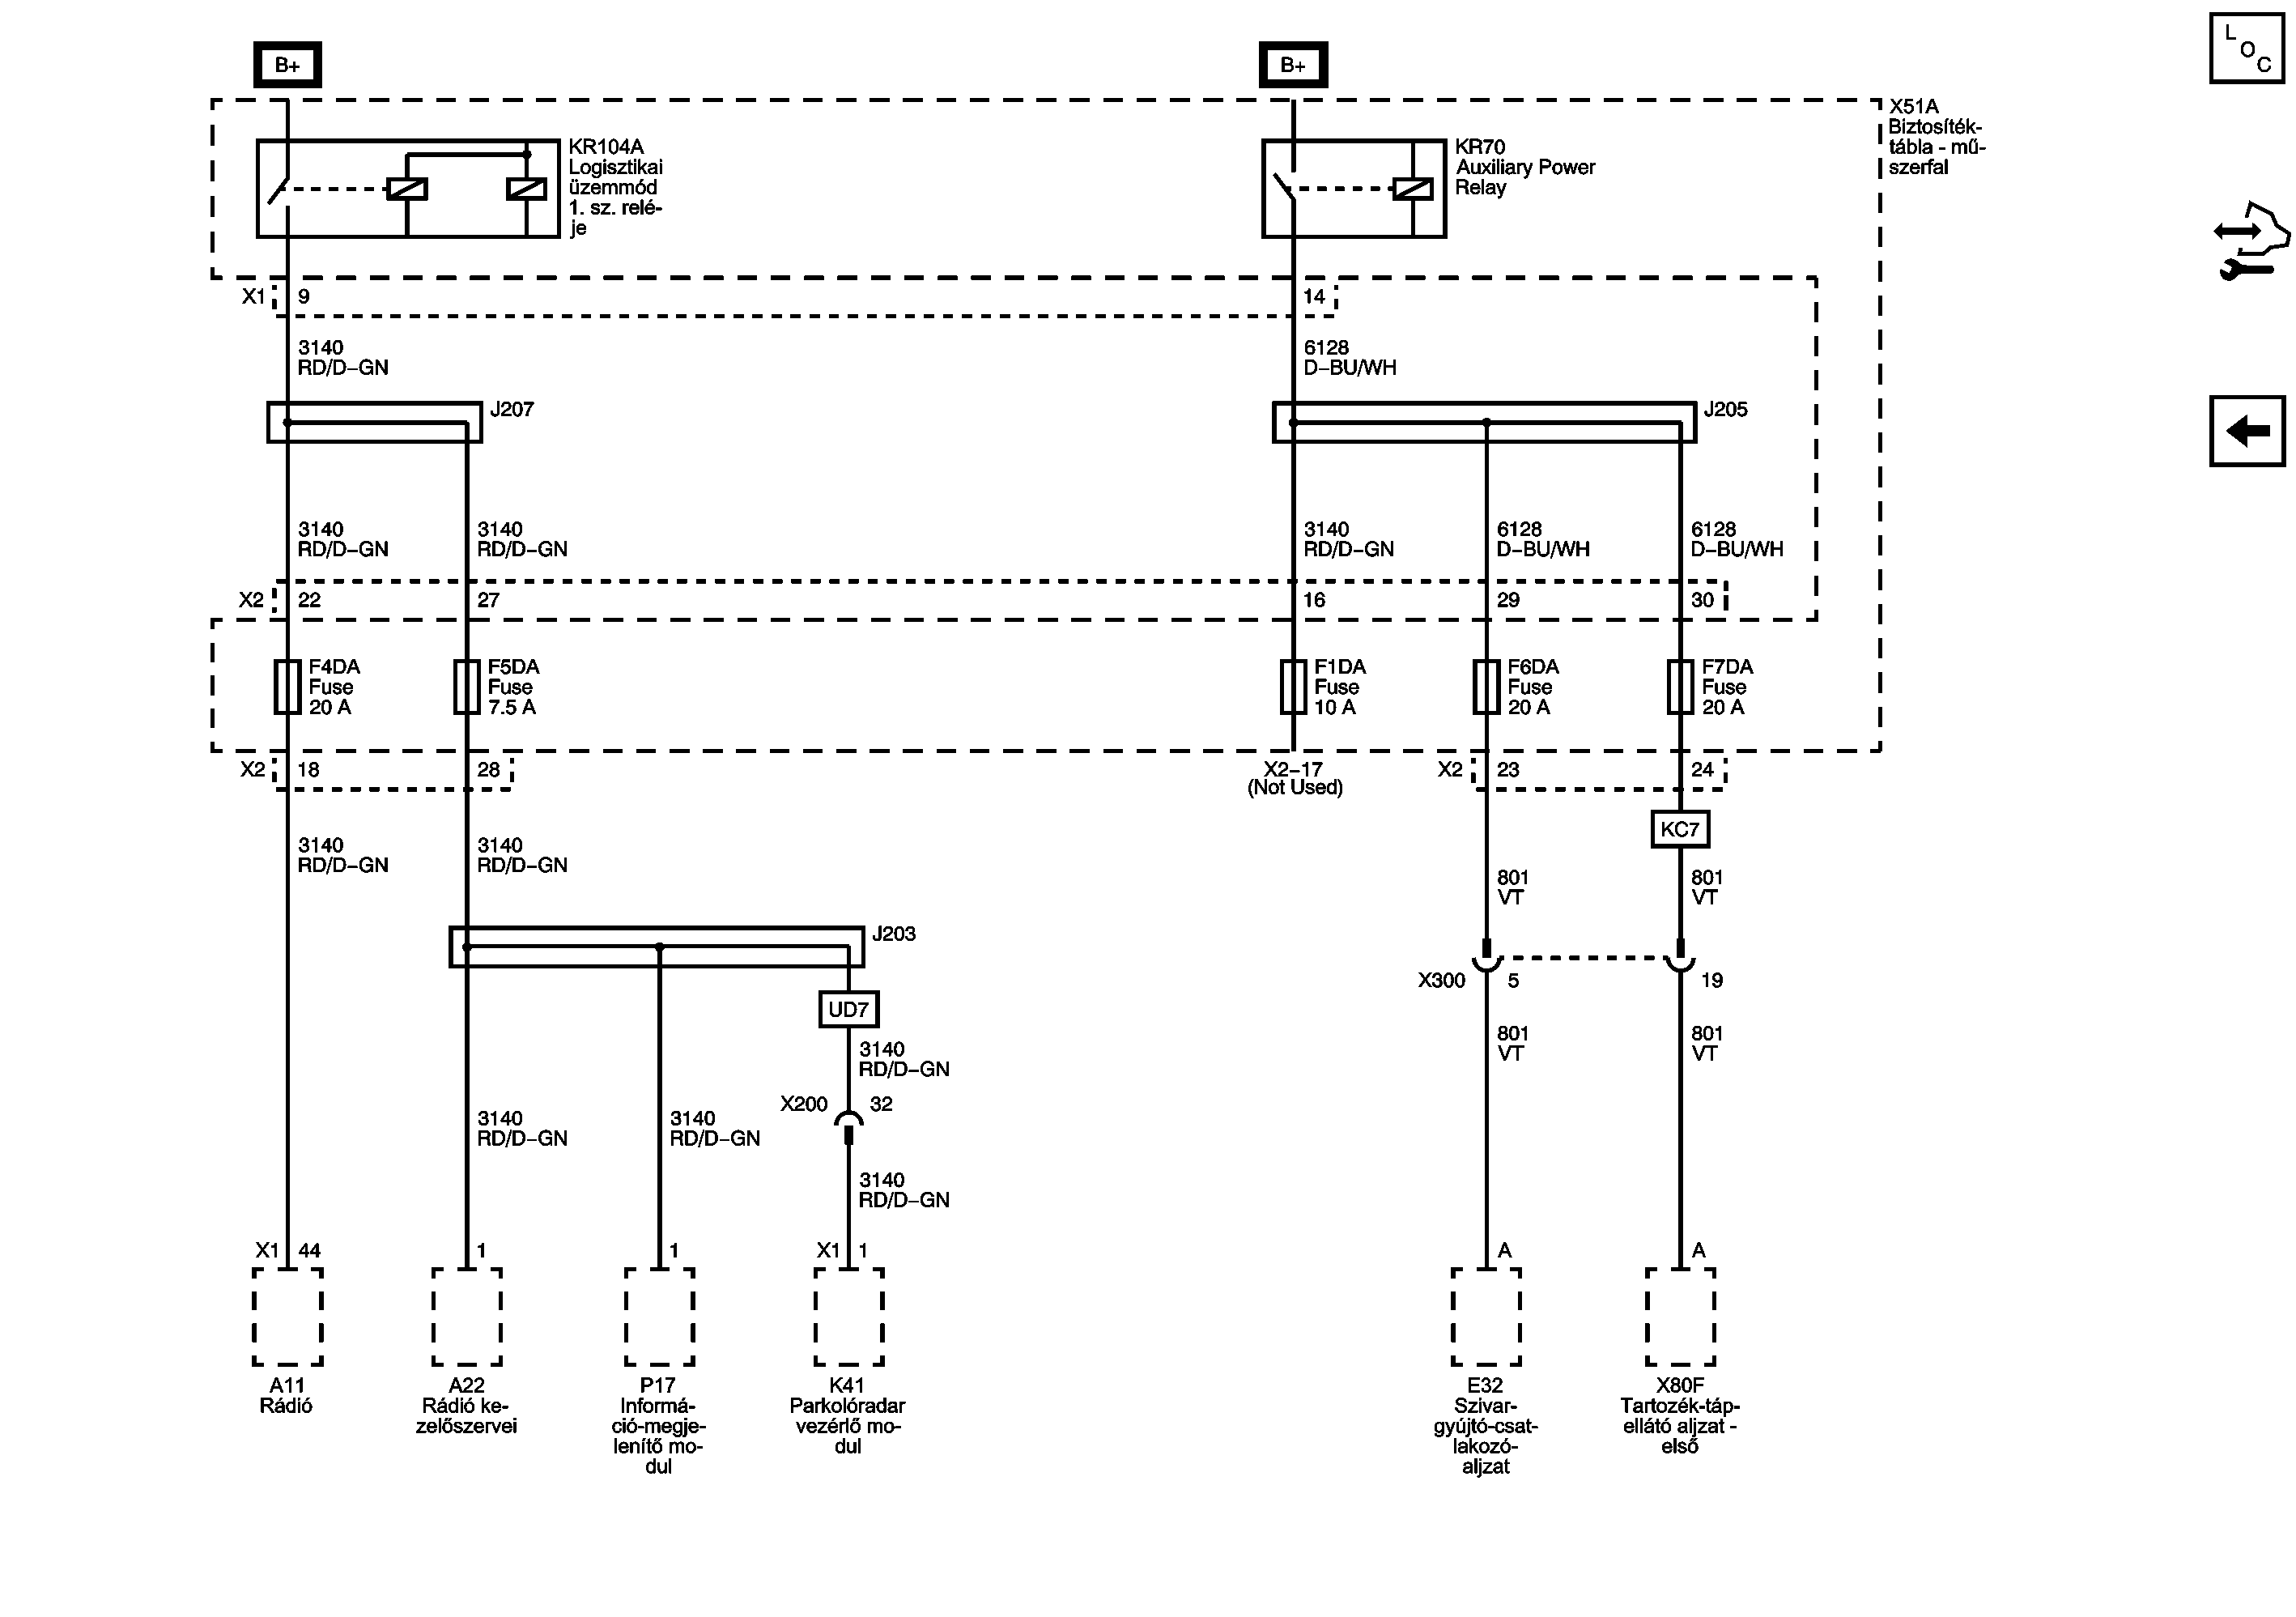 B+
B+
L
O
C
X51A
Biztosíték-
tábla - mű-
szerfal
KR104A
Logisztikai
üzemmód
1. sz. relé-
je
KR70
Auxiliary Power
Relay
X1
9
14
3140
RD/D–GN
6128
D–BU/WH
J207
J205
3140
RD/D–GN
3140
RD/D–GN
3140
RD/D–GN
6128
D–BU/WH
6128
D–BU/WH
X2
22
27
16
29
30
F4DA
Fuse
20 A
F5DA
Fuse
7.5 A
F1DA
Fuse
10 A
F6DA
Fuse
20 A
F7DA
Fuse
20 A
X2
18
28
X2–17
(Not Used)
X2
23
24
KC7
3140
RD/D–GN
3140
RD/D–GN
801
VT
801
VT
J203
X300
5
19
UD7
3140
RD/D–GN
801
VT
801
VT
X200
32
3140
RD/D–GN
3140
RD/D–GN
3140
RD/D–GN
X1
44
1
1
X1
1
A
A
A11
Rádió
A22
Rádió ke-
zelőszervei
P17
Informá-
ció-megje-
lenítő mo-
dul
K41
Parkolóradar
vezérlő mo-
dul
E32
Szivar-
gyújtó-csat-
lakozó-
aljzat
X80F
Tartozék-táp-
ellátó aljzat -
első